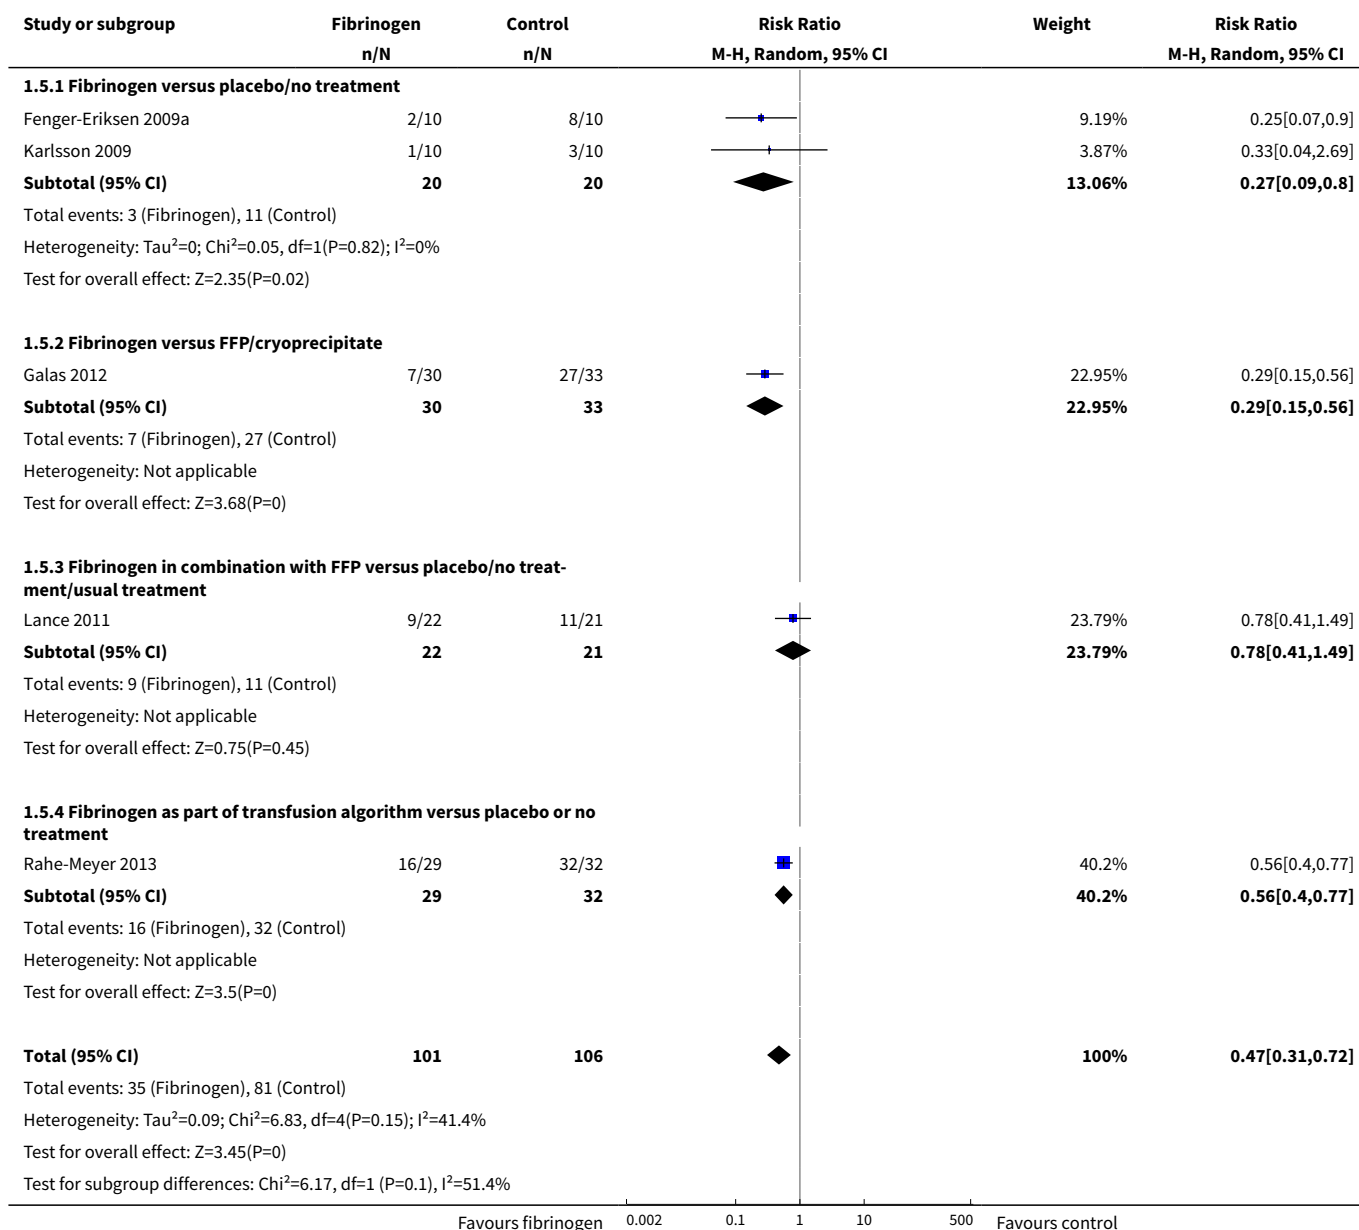 Study or subgroup Fibrinogen Control Risk Ratio Weight Risk Ratio
n/N n/N M-H, Random, 95% CI M-H, Random, 95% CI
1.5.1 Fibrinogen versus placebo/no treatment
Fenger-Eriksen 2009a 2/10 8/10 9.19% 0.25[0.07,0.9]
Karlsson 2009 1/10 3/10 3.87% 0.33[0.04,2.69]
Subtotal (95% CI) 20 20 13.06% 0.27[0.09,0.8]
Total events: 3 (Fibrinogen), 11 (Control)
Heterogeneity: Tau²=0; Chi²=0.05, df=1(P=0.82); I²=0%
Test for overall effect: Z=2.35(P=0.02)
1.5.2 Fibrinogen versus FFP/cryoprecipitate
Galas 2012 7/30 27/33 22.95% 0.29[0.15,0.56]
Subtotal (95% CI) 30 33 22.95% 0.29[0.15,0.56]
Total events: 7 (Fibrinogen), 27 (Control)
Heterogeneity: Not applicable
Test for overall effect: Z=3.68(P=0)
1.5.3 Fibrinogen in combination with FFP versus placebo/no treat-
ment/usual treatment
Lance 2011 9/22 11/21 23.79% 0.78[0.41,1.49]
Subtotal (95% CI) 22 21 23.79% 0.78[0.41,1.49]
Total events: 9 (Fibrinogen), 11 (Control)
Heterogeneity: Not applicable
Test for overall effect: Z=0.75(P=0.45)
1.5.4 Fibrinogen as part of transfusion algorithm versus placebo or no
treatment
Rahe-Meyer 2013 16/29 32/32 40.2% 0.56[0.4,0.77]
Subtotal (95% CI) 29 32 40.2% 0.56[0.4,0.77]
Total events: 16 (Fibrinogen), 32 (Control)
Heterogeneity: Not applicable
Test for overall effect: Z=3.5(P=0)
Total (95% CI) 101 106 100% 0.47[0.31,0.72]
Total events: 35 (Fibrinogen), 81 (Control)
Heterogeneity: Tau²=0.09; Chi²=6.83, df=4(P=0.15); I²=41.4%
Test for overall effect: Z=3.45(P=0)
Test for subgroup differences: Chi²=6.17, df=1 (P=0.1), I²=51.4%
Favours fibrinogen 0.002 0.1 1 10 500 Favours control